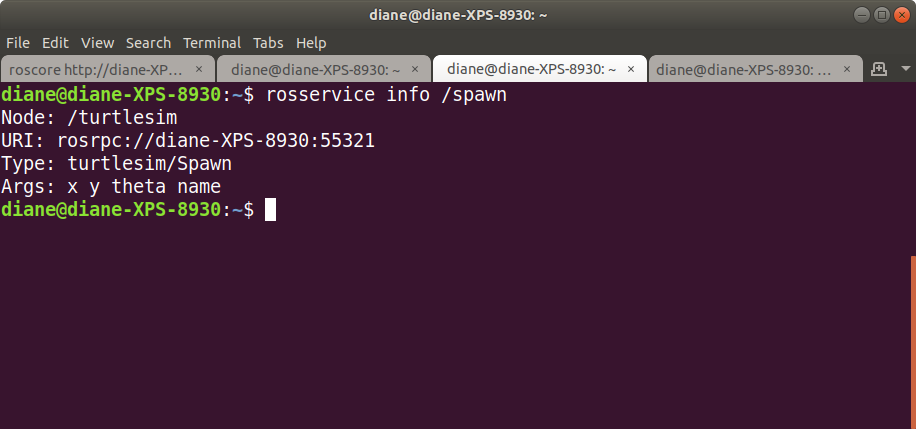 diane@diane-XPS-8930: ~
File Edit View Search Terminal Tabs Help
roscore http://diane-XP... × diane@diane-XPS-8930: ~ × diane@diane-XPS-8930: ~ × diane@diane-XPS-8930: ... ×
diane@diane-XPS-8930:~$ rosservice info /spawn
Node: /turtlesim
URI: rosrpc://diane-XPS-8930:55321
Type: turtlesim/Spawn
Args: x y theta name
diane@diane-XPS-8930:~$